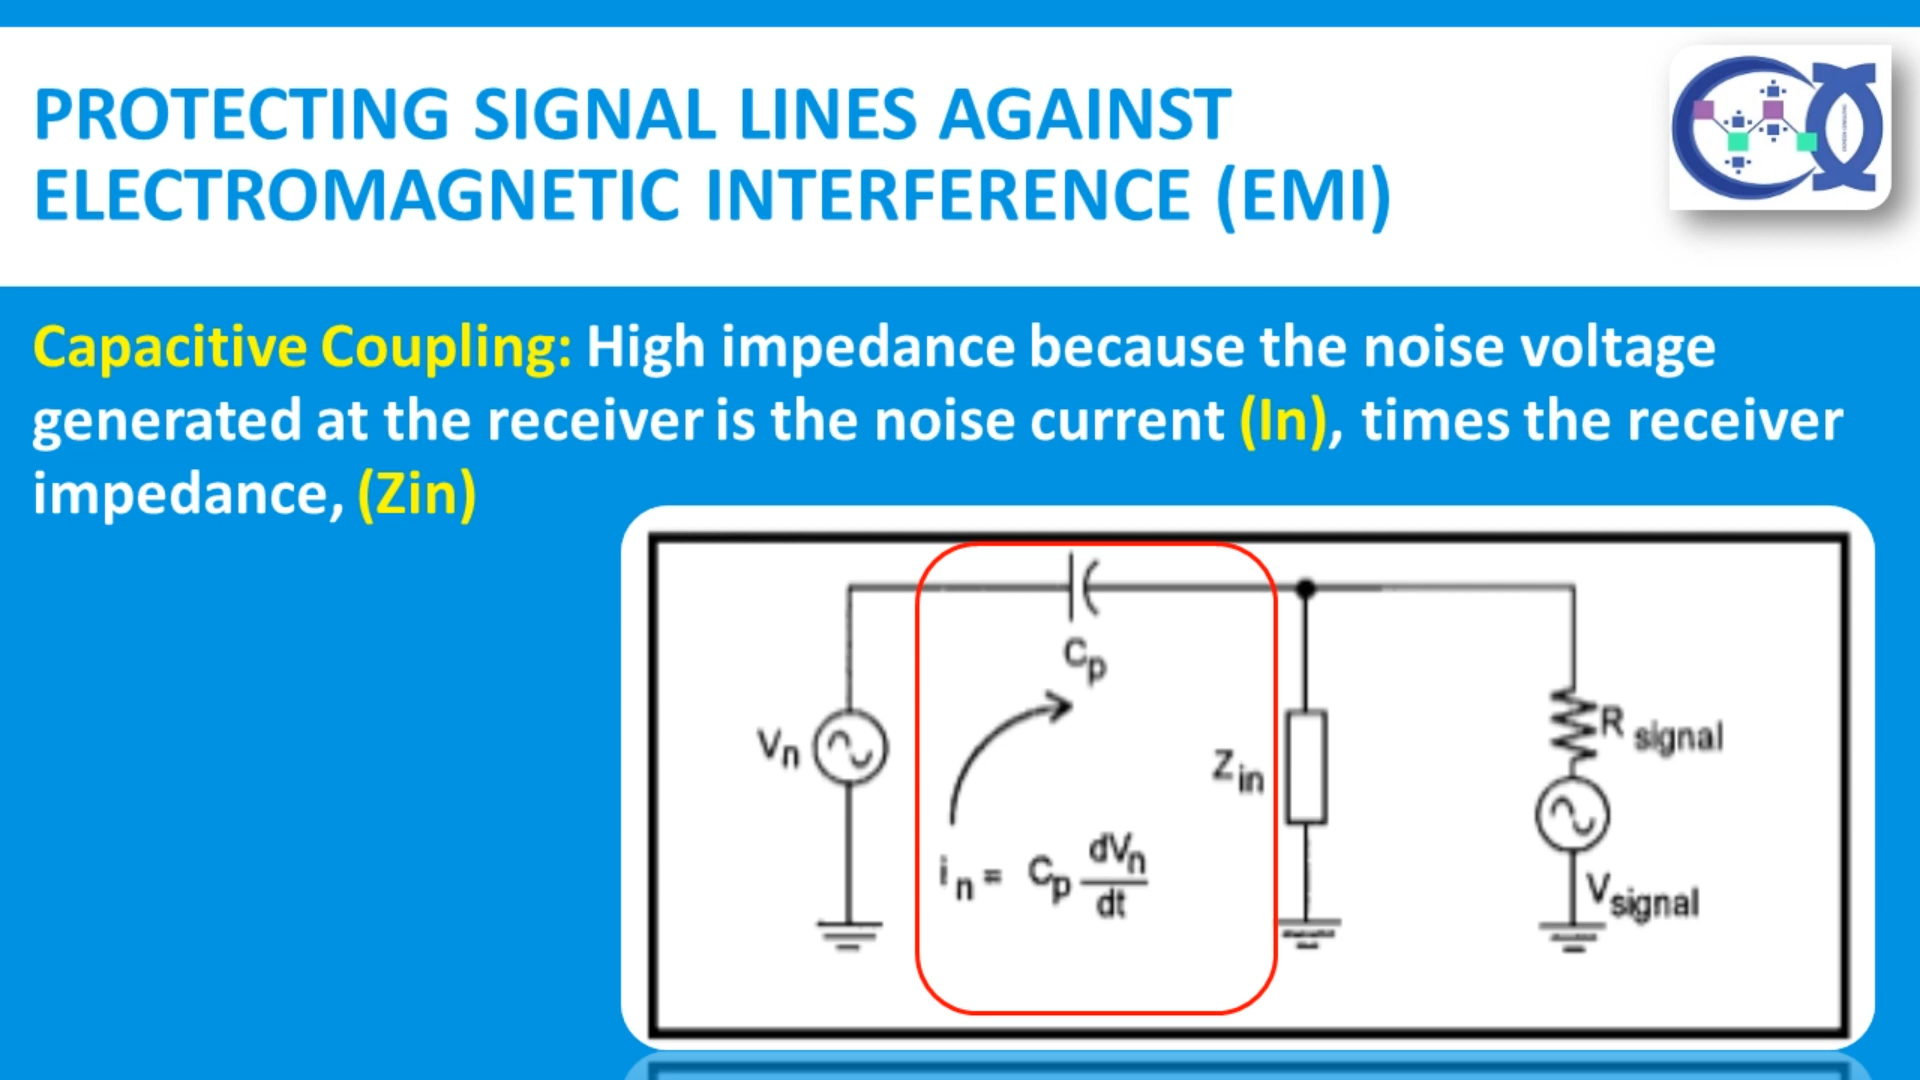 PROTECTING SIGNAL LINES AGAINST
ELECTROMAGNETIC INTERFERENCE (EMI)
Capacitive Coupling: High impedance because the noise voltage
generated at the receiver is the noise current (In), times the receiver
impedance, (Zin)
Cp
Vn
Zin
R signal
in = Cp dVn/dt
Vsignal